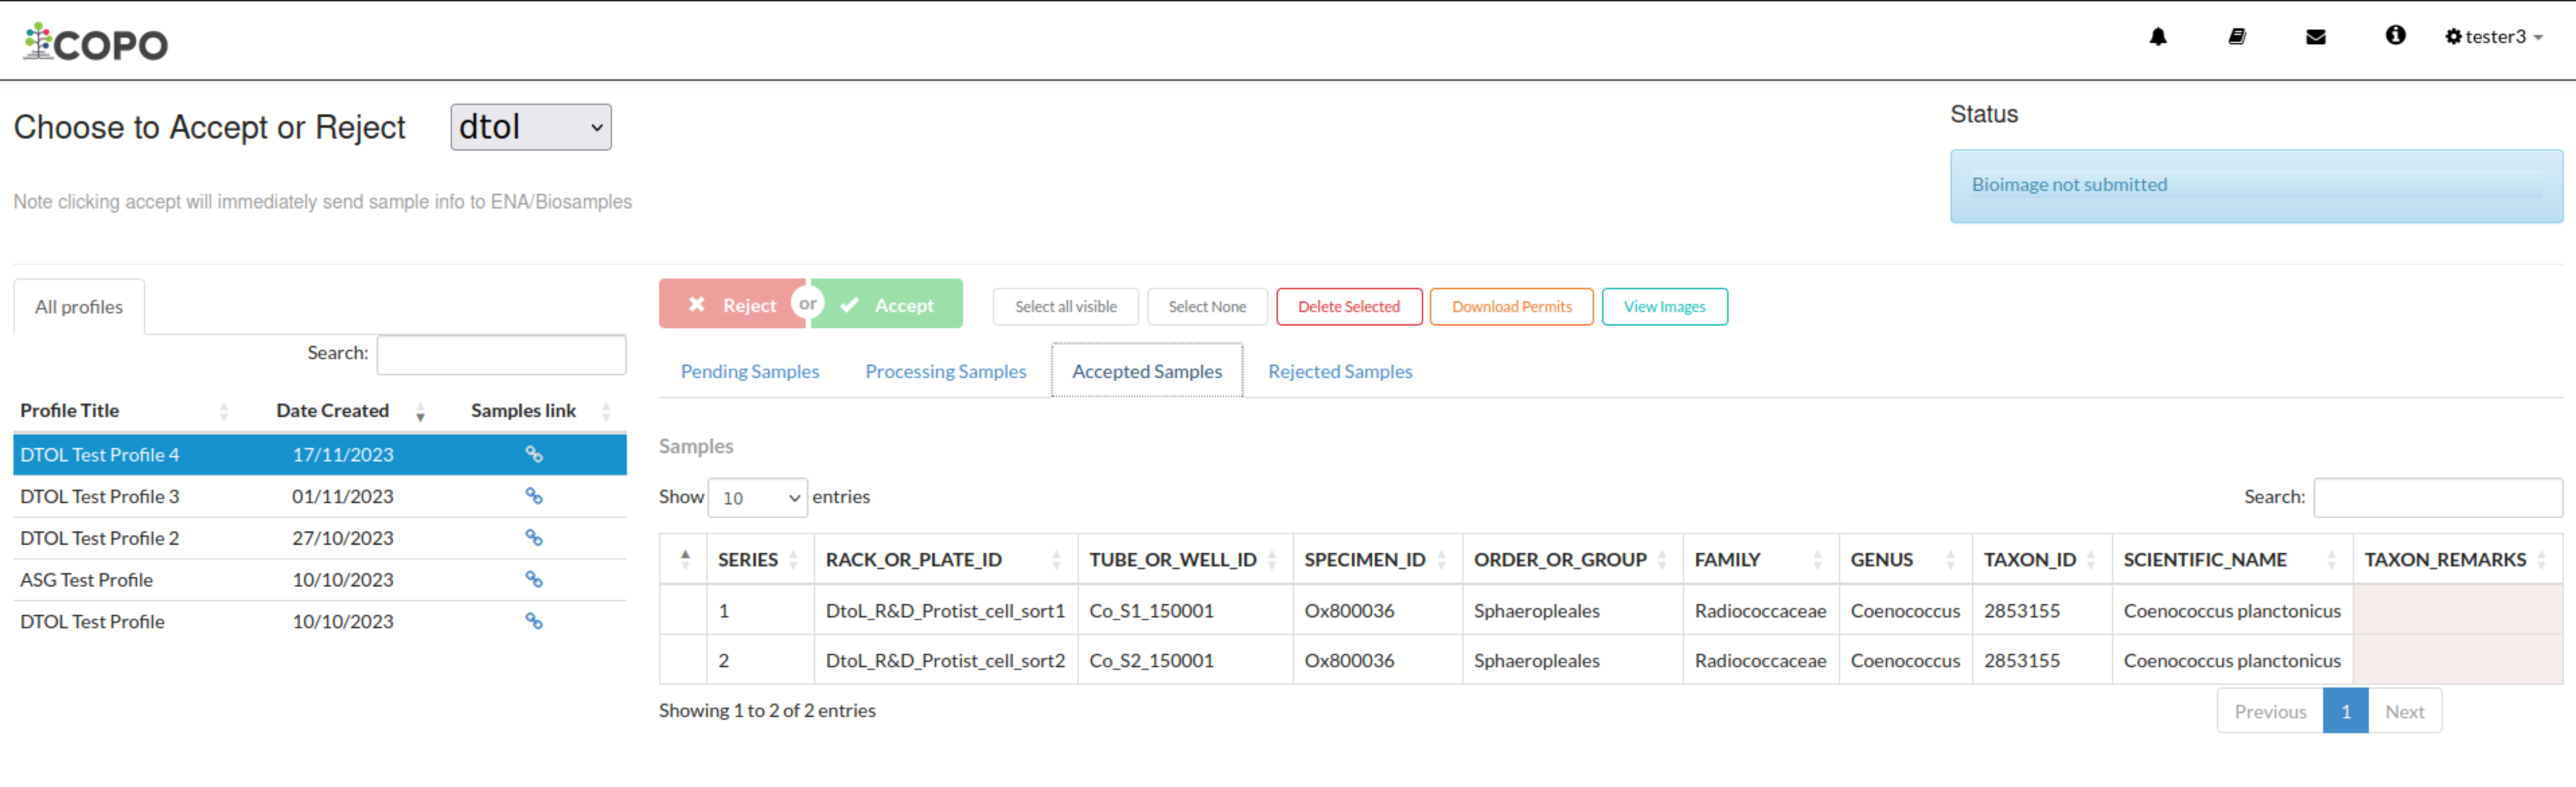 COPO
tester3
Choose to Accept or Reject dtol
Note clicking accept will immediately send sample info to ENA/Biosamples
Status
Bioimage not submitted
All profiles
Search:
Profile Title Date Created Samples link
DTOL Test Profile 4 17/11/2023
DTOL Test Profile 3 01/11/2023
DTOL Test Profile 2 27/10/2023
ASG Test Profile 10/10/2023
DTOL Test Profile 10/10/2023
Reject or Accept Select all visible Select None Delete Selected Download Permits View Images
Pending Samples Processing Samples Accepted Samples Rejected Samples
Samples
Show 10 entries Search:
SERIES RACK_OR_PLATE_ID TUBE_OR_WELL_ID SPECIMEN_ID ORDER_OR_GROUP FAMILY GENUS TAXON_ID SCIENTIFIC_NAME TAXON_REMARKS
1 DtoL_R&D_Protist_cell_sort1 Co_S1_150001 Ox800036 Sphaeropleales Radiococcaceae Coenococcus 2853155 Coenococcus planctonicus
2 DtoL_R&D_Protist_cell_sort2 Co_S2_150001 Ox800036 Sphaeropleales Radiococcaceae Coenococcus 2853155 Coenococcus planctonicus
Showing 1 to 2 of 2 entries
Previous 1 Next